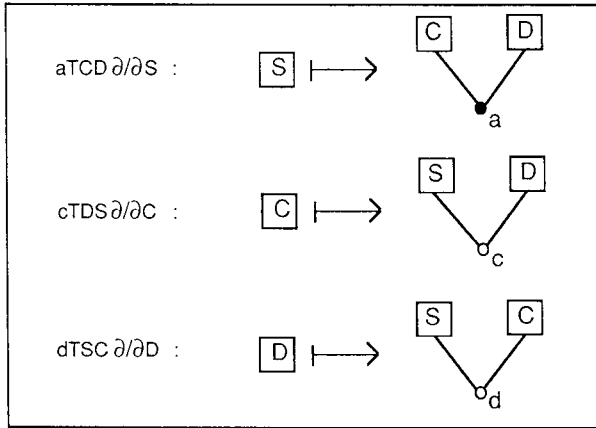 C D
aTCD ∂/∂S : S
a
S D
cTDS ∂/∂C : C
c
S C
dTSC ∂/∂D : D
d